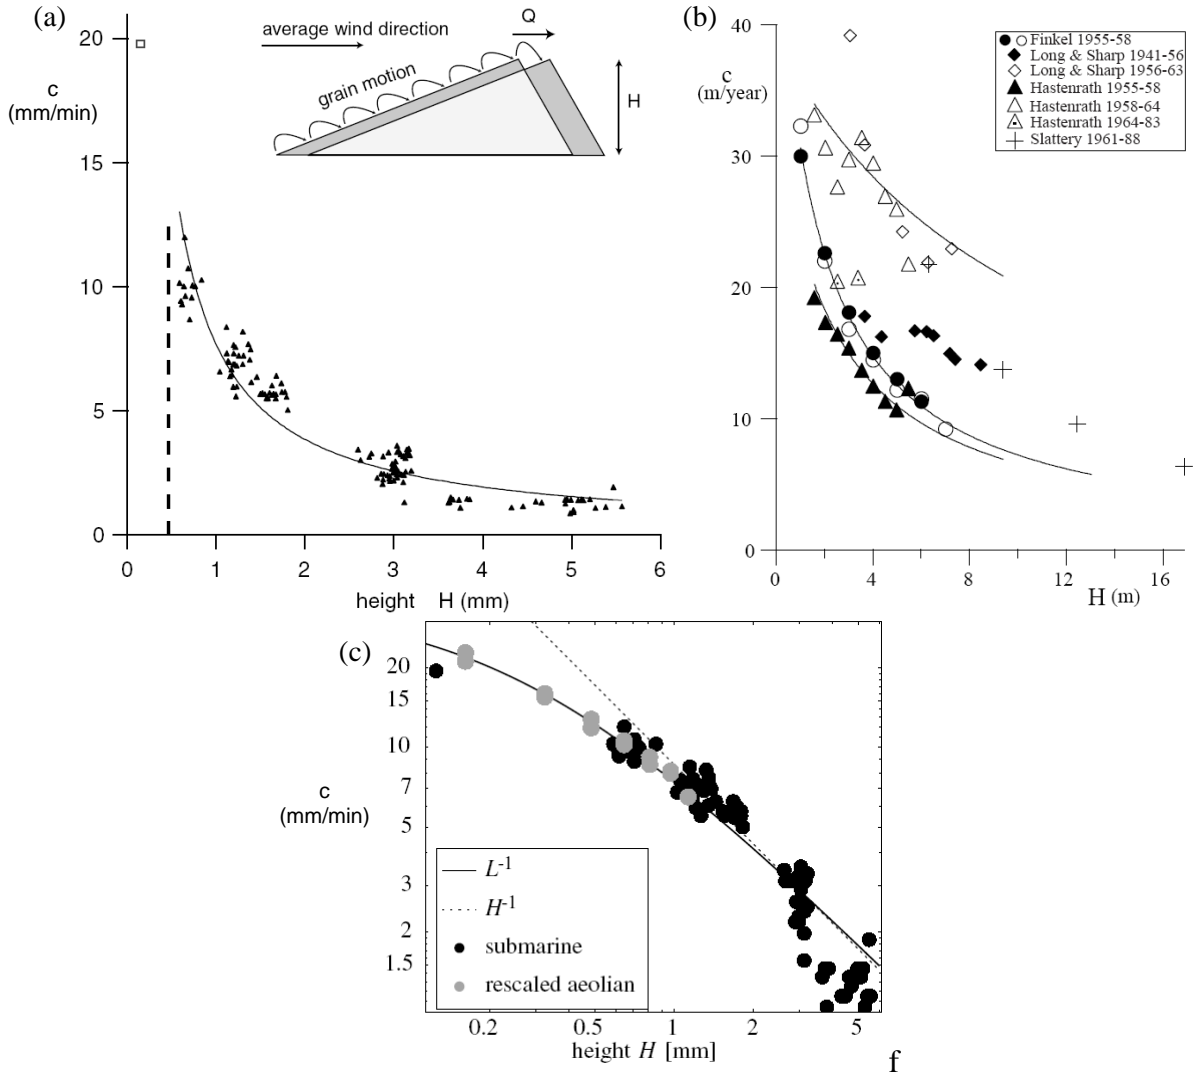 (a)
20
c
(mm/min)
15
10
5
0
0 1 2 3 4 5 6
height H (mm)
average wind direction
Q
grain motion
H
(b)
40
c
(m/year)
30
20
10
0
0 4 8 12 16
H (m)
Finkel 1955-58
Long & Sharp 1941-56
Long & Sharp 1956-63
Hastenrath 1955-58
Hastenrath 1958-64
Hastenrath 1964-83
Slattery 1961-88
(c)
20
15
10
7
5
3
2
1.5
c
(mm/min)
L-1
H-1
submarine
rescaled aeolian
0.2 0.5 1 2 5
height H [mm]
f